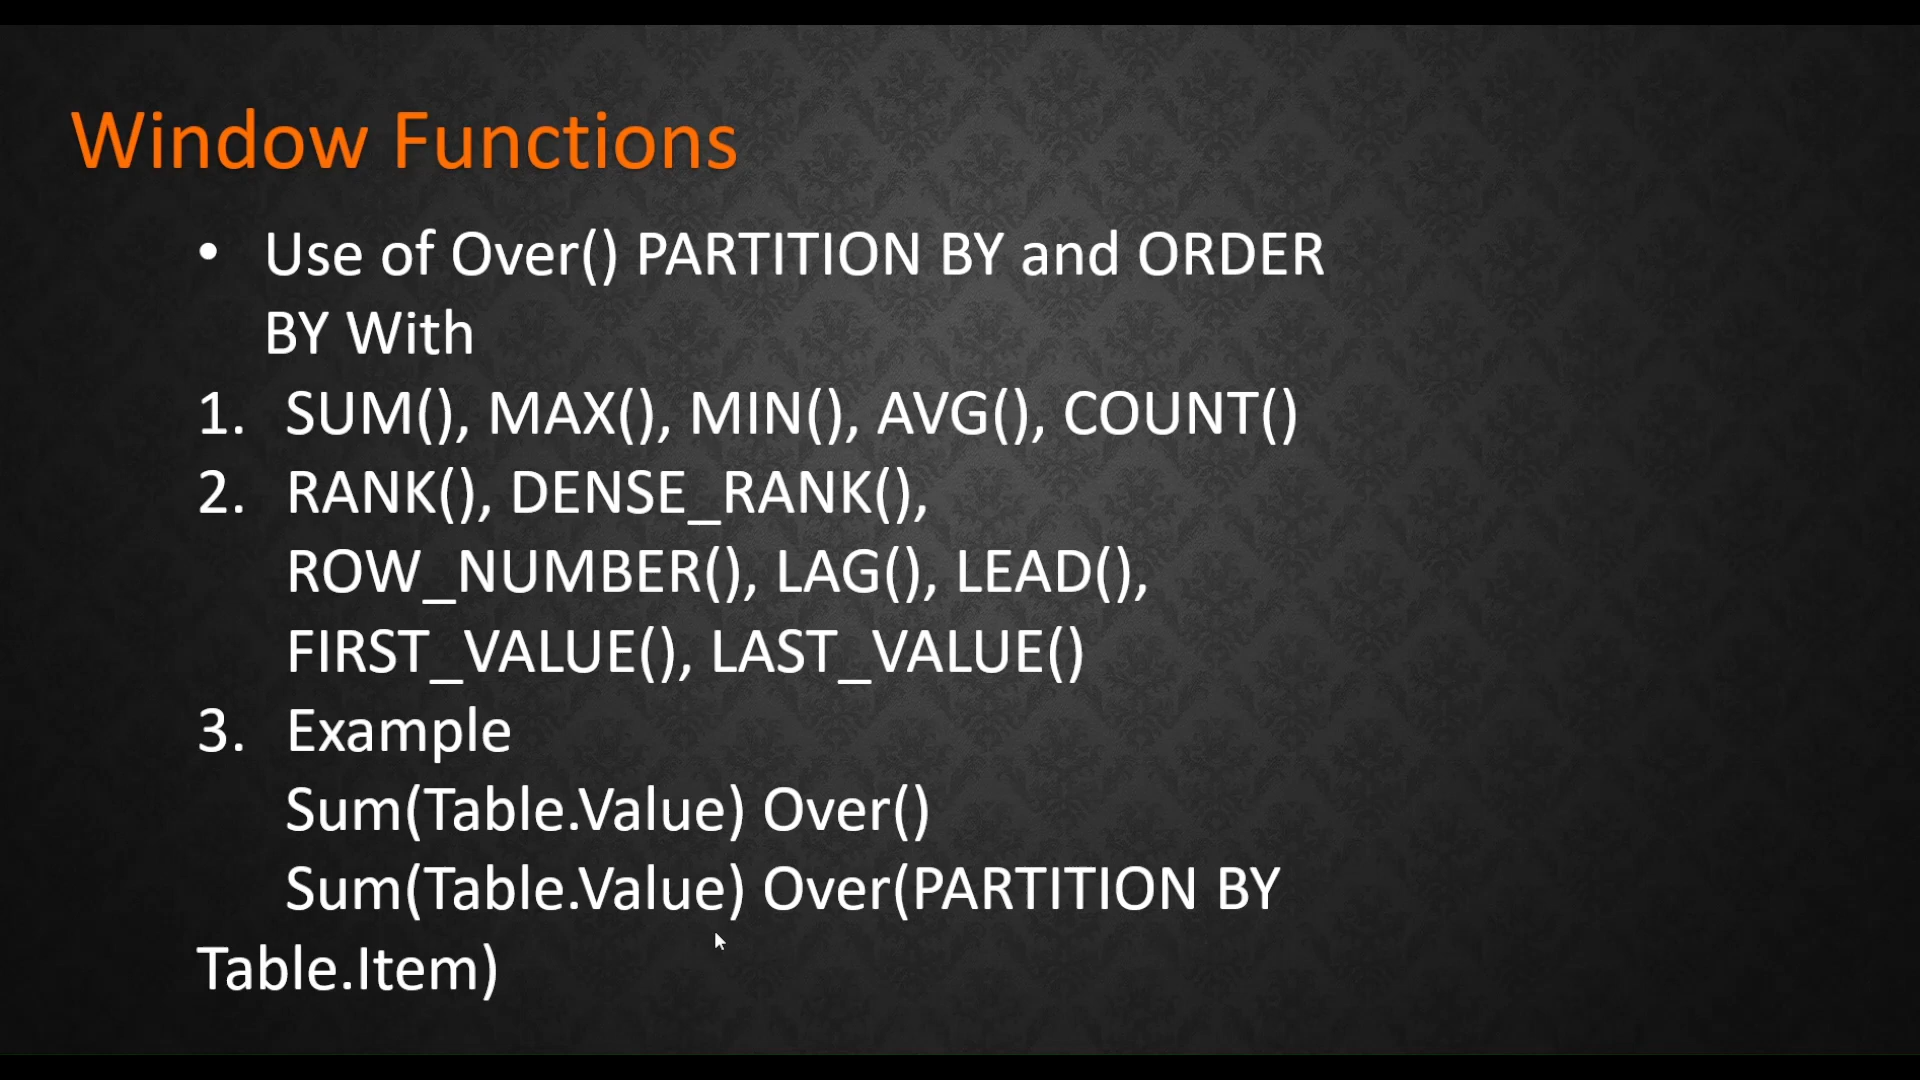 Window Functions
• Use of Over() PARTITION BY and ORDER
BY With
1. SUM(), MAX(), MIN(), AVG(), COUNT()
2. RANK(), DENSE_RANK(),
ROW_NUMBER(), LAG(), LEAD(),
FIRST_VALUE(), LAST_VALUE()
3. Example
Sum(Table.Value) Over()
Sum(Table.Value) Over(PARTITION BY
Table.Item)